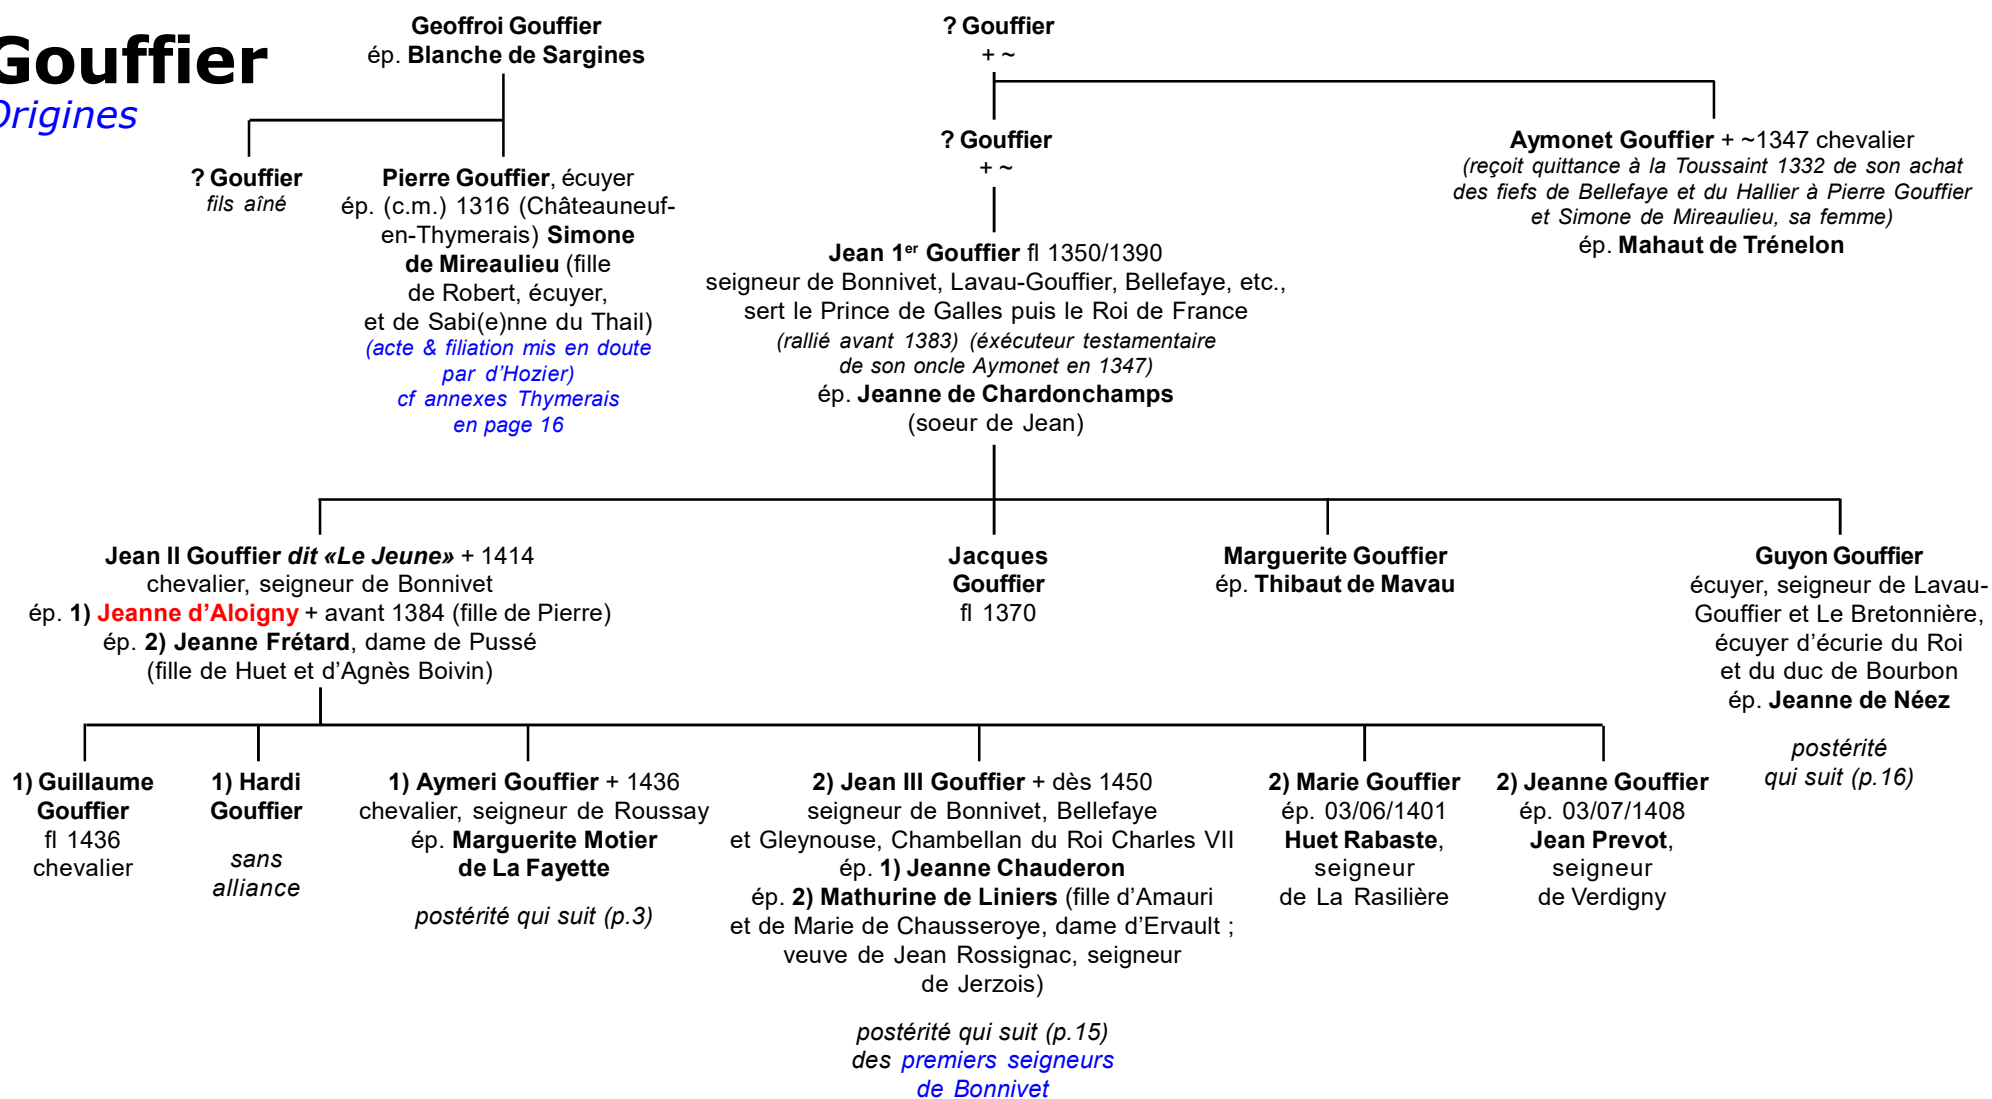 Gouffier
Origines
Geoffroi Gouffier
ép. Blanche de Sargines
? Gouffier
+ ~
? Gouffier
fils aîné
Pierre Gouffier, écuyer
ép. (c.m.) 1316 (Châteauneuf-
en-Thymerais) Simone
de Mireaulieu (fille
de Robert, écuyer,
et de Sabi(e)nne du Thail)
(acte & filiation mis en doute
par d’Hozier)
cf annexes Thymerais
en page 16
? Gouffier
+ ~
Aymonet Gouffier + ~1347 chevalier
(reçoit quittance à la Toussaint 1332 de son achat
des fiefs de Bellefaye et du Hallier à Pierre Gouffier
et Simone de Mireaulieu, sa femme)
ép. Mahaut de Trénelon
Jean 1er Gouffier fl 1350/1390
seigneur de Bonnivet, Lavau-Gouffier, Bellefaye, etc.,
sert le Prince de Galles puis le Roi de France
(rallié avant 1383) (éxécuteur testamentaire
de son oncle Aymonet en 1347)
ép. Jeanne de Chardonchamps
(soeur de Jean)
Jean II Gouffier dit «Le Jeune» + 1414
chevalier, seigneur de Bonnivet
ép. 1) Jeanne d’Aloigny + avant 1384 (fille de Pierre)
ép. 2) Jeanne Frétard, dame de Pussé
(fille de Huet et d’Agnès Boivin)
Jacques
Gouffier
fl 1370
Marguerite Gouffier
ép. Thibaut de Mavau
Guyon Gouffier
écuyer, seigneur de Lavau-
Gouffier et Le Bretonnière,
écuyer d’écurie du Roi
et du duc de Bourbon
ép. Jeanne de Néez
postérité
qui suit (p.16)
1) Guillaume
Gouffier
fl 1436
chevalier
1) Hardi
Gouffier
sans
alliance
1) Aymeri Gouffier + 1436
chevalier, seigneur de Roussay
ép. Marguerite Motier
de La Fayette
postérité qui suit (p.3)
2) Jean III Gouffier + dès 1450
seigneur de Bonnivet, Bellefaye
et Gleynouse, Chambellan du Roi Charles VII
ép. 1) Jeanne Chauderon
ép. 2) Mathurine de Liniers (fille d’Amauri
et de Marie de Chausseroye, dame d’Ervault ;
veuve de Jean Rossignac, seigneur
de Jerzois)
postérité qui suit (p.15)
des premiers seigneurs
de Bonnivet
2) Marie Gouffier
ép. 03/06/1401
Huet Rabaste,
seigneur
de La Rasilière
2) Jeanne Gouffier
ép. 03/07/1408
Jean Prevot,
seigneur
de Verdigny